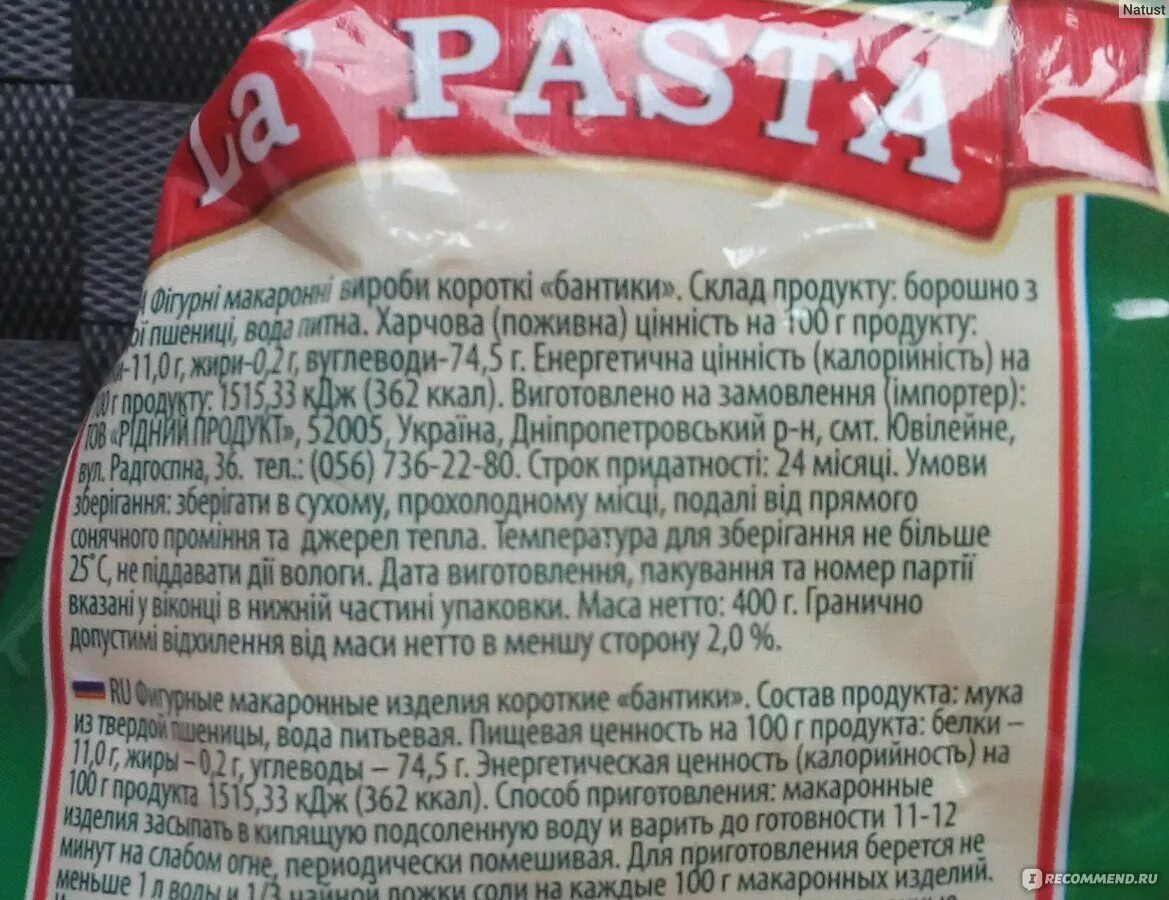 Natust
La' PASTA
Фігурні макаронні вироби короткі «бантики». Склад продукту: борошно з
пшениці, вода питна. Харчова (поживна) цінність на 100 г продукту:
-11,0 г, жири-0,2 г, вуглеводи-74,5 г. Енергетична цінність (калорійність) на
г продукту: 1515,33 кДж (362 ккал). Виготовлено на замовлення (імпортер):
ТОВ «РІДНИЙ ПРОДУКТ», 52005, Україна, Дніпропетровський р-н, смт. Ювілейне,
вул. Радгоспна, 36. тел.: (056) 736-22-80. Строк придатності: 24 місяці. Умови
зберігання: зберігати в сухому, прохолодному місці, подалі від прямого
сонячного проміння та джерел тепла. Температура для зберігання не більше
25˚С, не піддавати дії вологи. Дата виготовлення, пакування та номер партії
вказані у віконці в нижній частині упаковки. Маса нетто: 400 г. Гранично
допустимі відхилення від маси нетто в меншу сторону 2,0 %.
RU Фигурные макаронные изделия короткие «бантики». Состав продукта: мука
из твердой пшеницы, вода питьевая. Пищевая ценность на 100 г продукта: белки –
11,0 г, жиры – 0,2 г, углеводы – 74,5 г. Энергетическая ценность (калорийность) на
100 г продукта 1515,33 кДж (362 ккал). Способ приготовления: макаронные
изделия засыпать в кипящую подсоленную воду и варить до готовности 11-12
минут на слабом огне, периодически помешивая. Для приготовления берется не
меньше 1 л воды и 1/3 чайной ложки соли на каждые 100 г макаронных изделий.
IRECOMMEND.RU